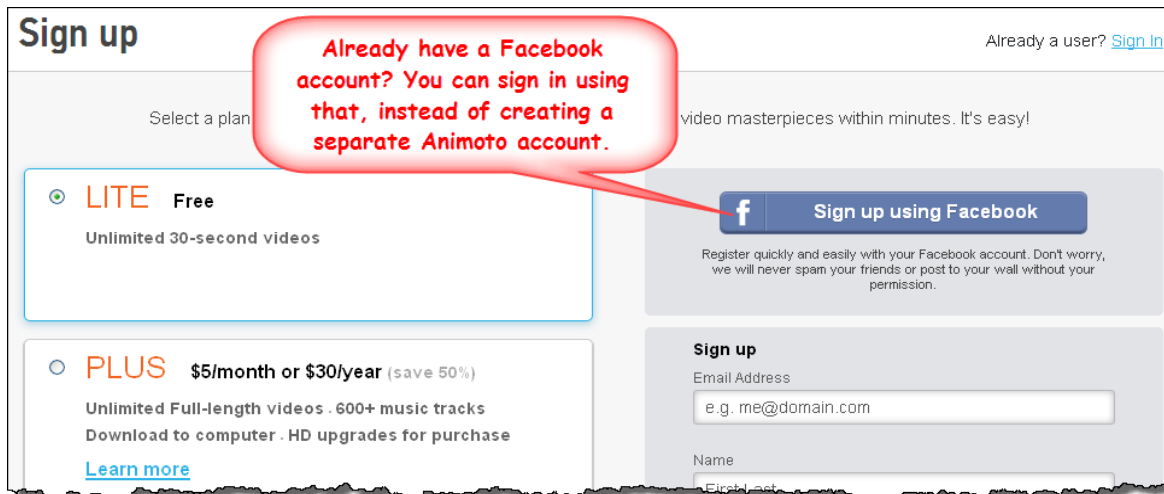 Sign up
Already have a Facebook
account? You can sign in using
that, instead of creating a
separate Animoto account.
Already a user? Sign In
Select a plan
video masterpieces within minutes. It's easy!
LITE Free
Unlimited 30-second videos
f Sign up using Facebook
Register quickly and easily with your Facebook account. Don't worry,
we will never spam your friends or post to your wall without your
permission.
PLUS $5/month or $30/year (save 50%)
Unlimited Full-length videos . 600+ music tracks
Download to computer . HD upgrades for purchase
Learn more
Sign up
Email Address
e.g. me@domain.com
Name
First Last